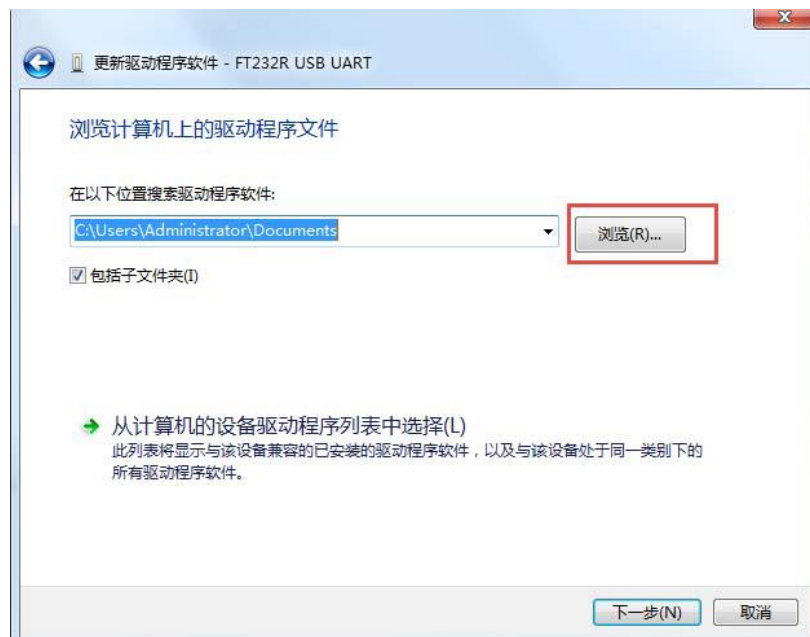 更新驱动程序软件 - FT232R USB UART
浏览计算机上的驱动程序文件
在以下位置搜索驱动程序软件:
C:\Users\Administrator\Documents
浏览(R)...
包括子文件夹(I)
从计算机的设备驱动程序列表中选择(L)
此列表将显示与该设备兼容的已安装的驱动程序软件，以及与该设备处于同一类别下的
所有驱动程序软件。
下一步(N)
取消